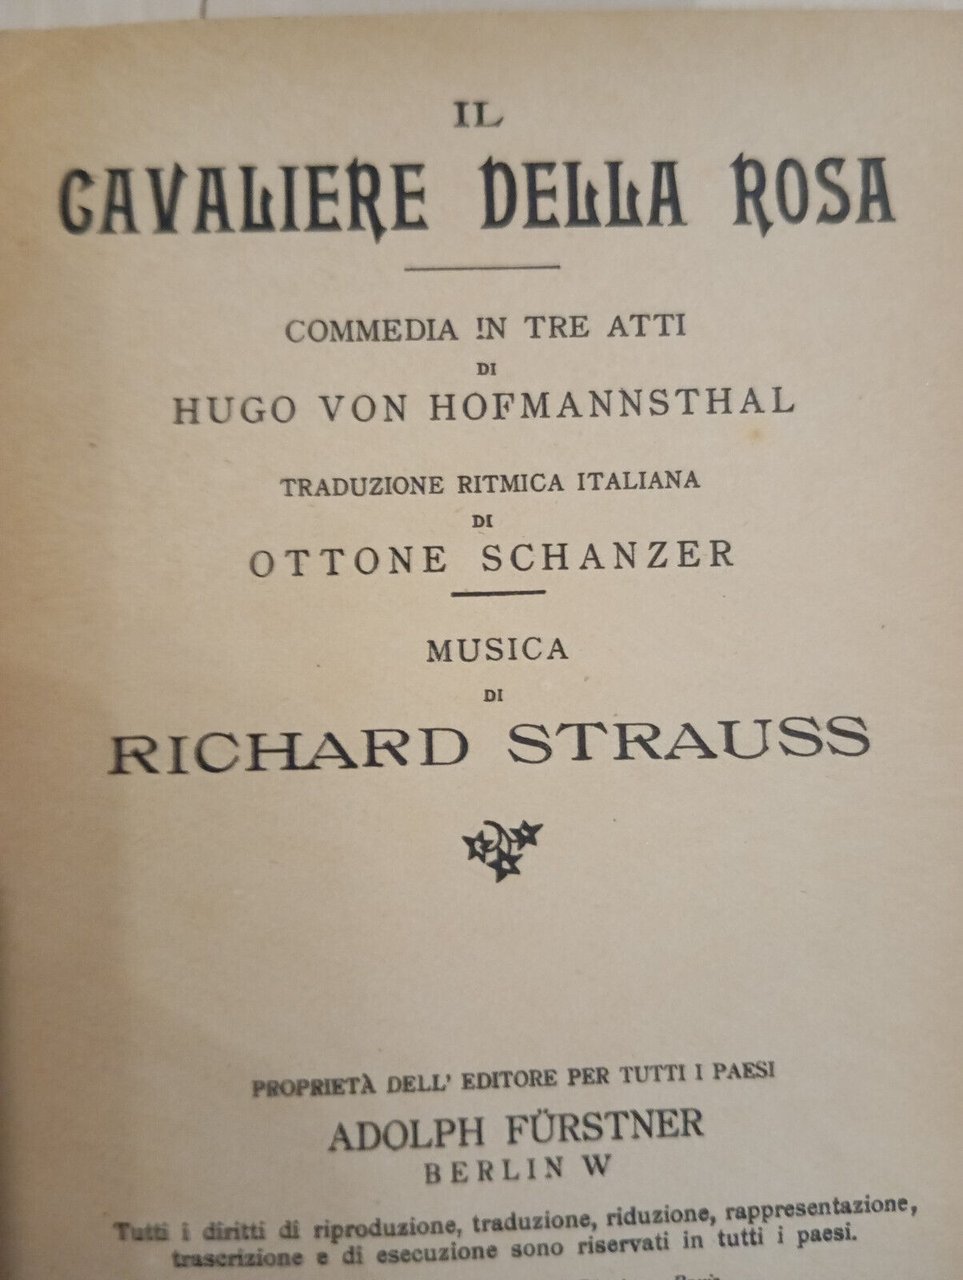 IL
CAVALIERE DELLA ROSA
COMMEDIA IN TRE ATTI
DI
HUGO VON HOFMANNSTHAL
TRADUZIONE RITMICA ITALIANA
DI
OTTONE SCHANZER
MUSICA
DI
RICHARD STRAUSS
PROPRIETÀ DELL' EDITORE PER TUTTI I PAESI
ADOLPH FÜRSTNER
BERLIN W
Tutti i diritti di riproduzione, traduzione, riduzione, rappresentazione,
trascrizione e di esecuzione sono riservati in tutti i paesi.